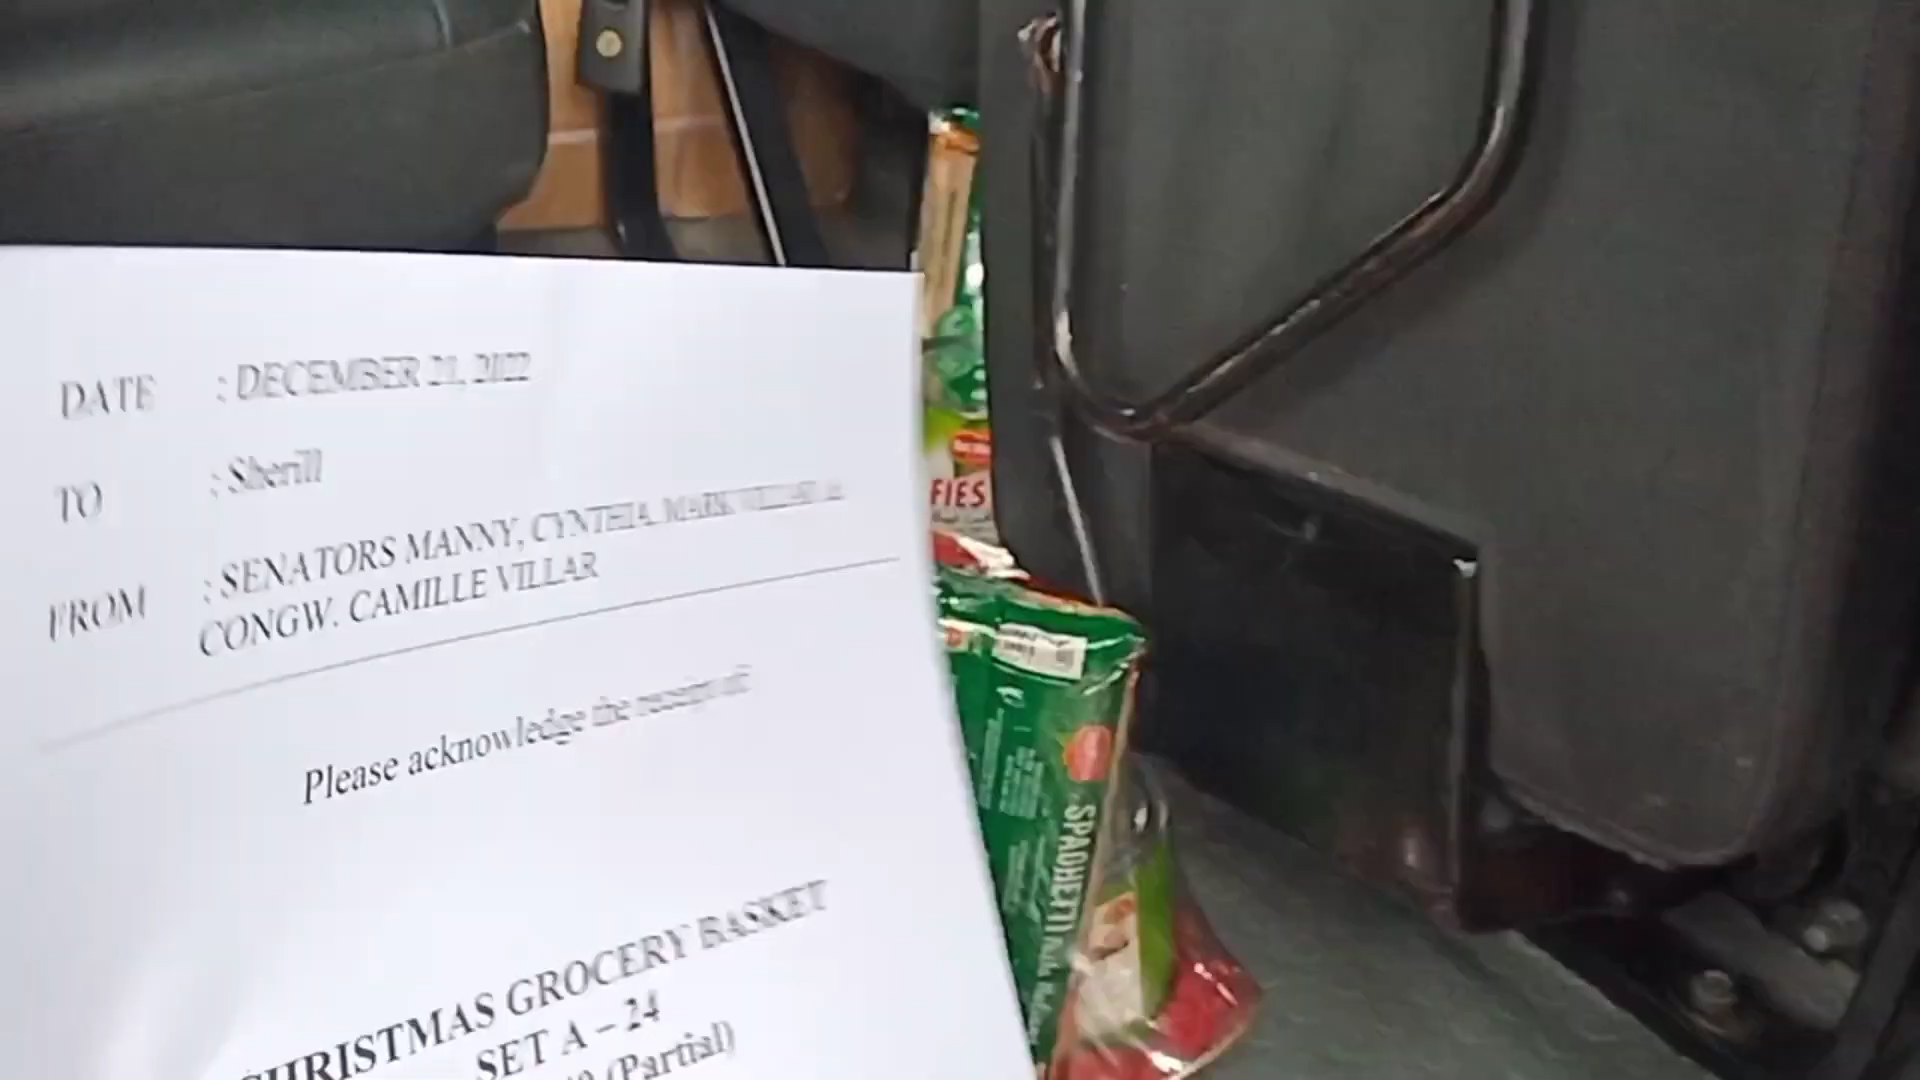 DATE : DECEMBER 21, 2022
TO : Sherill
FROM : SENATORS MANNY, CYNTHIA, MARK VILLAR &
CONGW. CAMILLE VILLAR
Please acknowledge the receipt of:
CHRISTMAS GROCERY BASKET
SET A – 24
(Partial)
FIES
SPAGHETTI